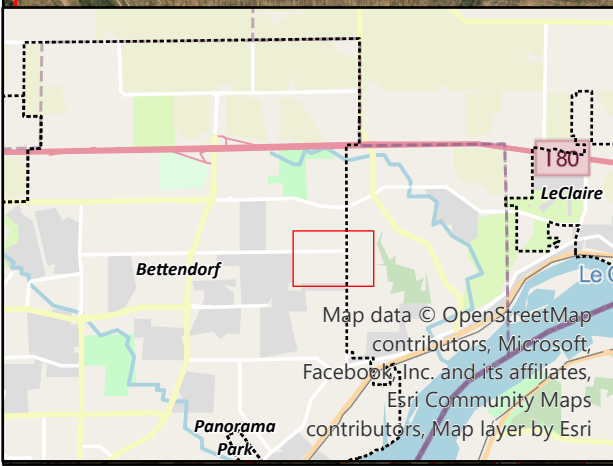 I 80
LeClaire
Bettendorf
Le C
Map data © OpenStreetMap
contributors, Microsoft,
Facebook, Inc. and its affiliates,
Esri Community Maps
contributors, Map layer by Esri
Panorama
Park